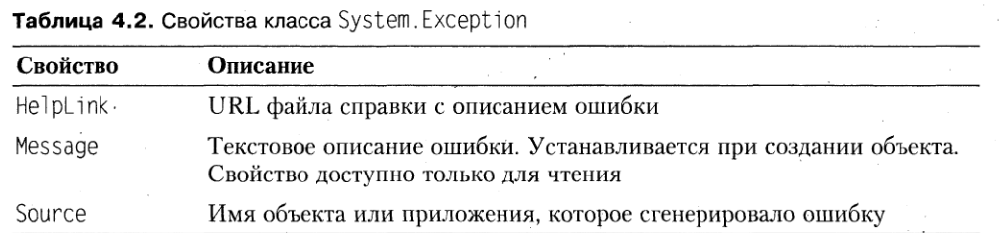 Таблица 4.2. Свойства класса System.Exception
Свойство Описание
HelpLink URL файла справки с описанием ошибки
Message Текстовое описание ошибки. Устанавливается при создании объекта.
Свойство доступно только для чтения
Source Имя объекта или приложения, которое сгенерировало ошибку